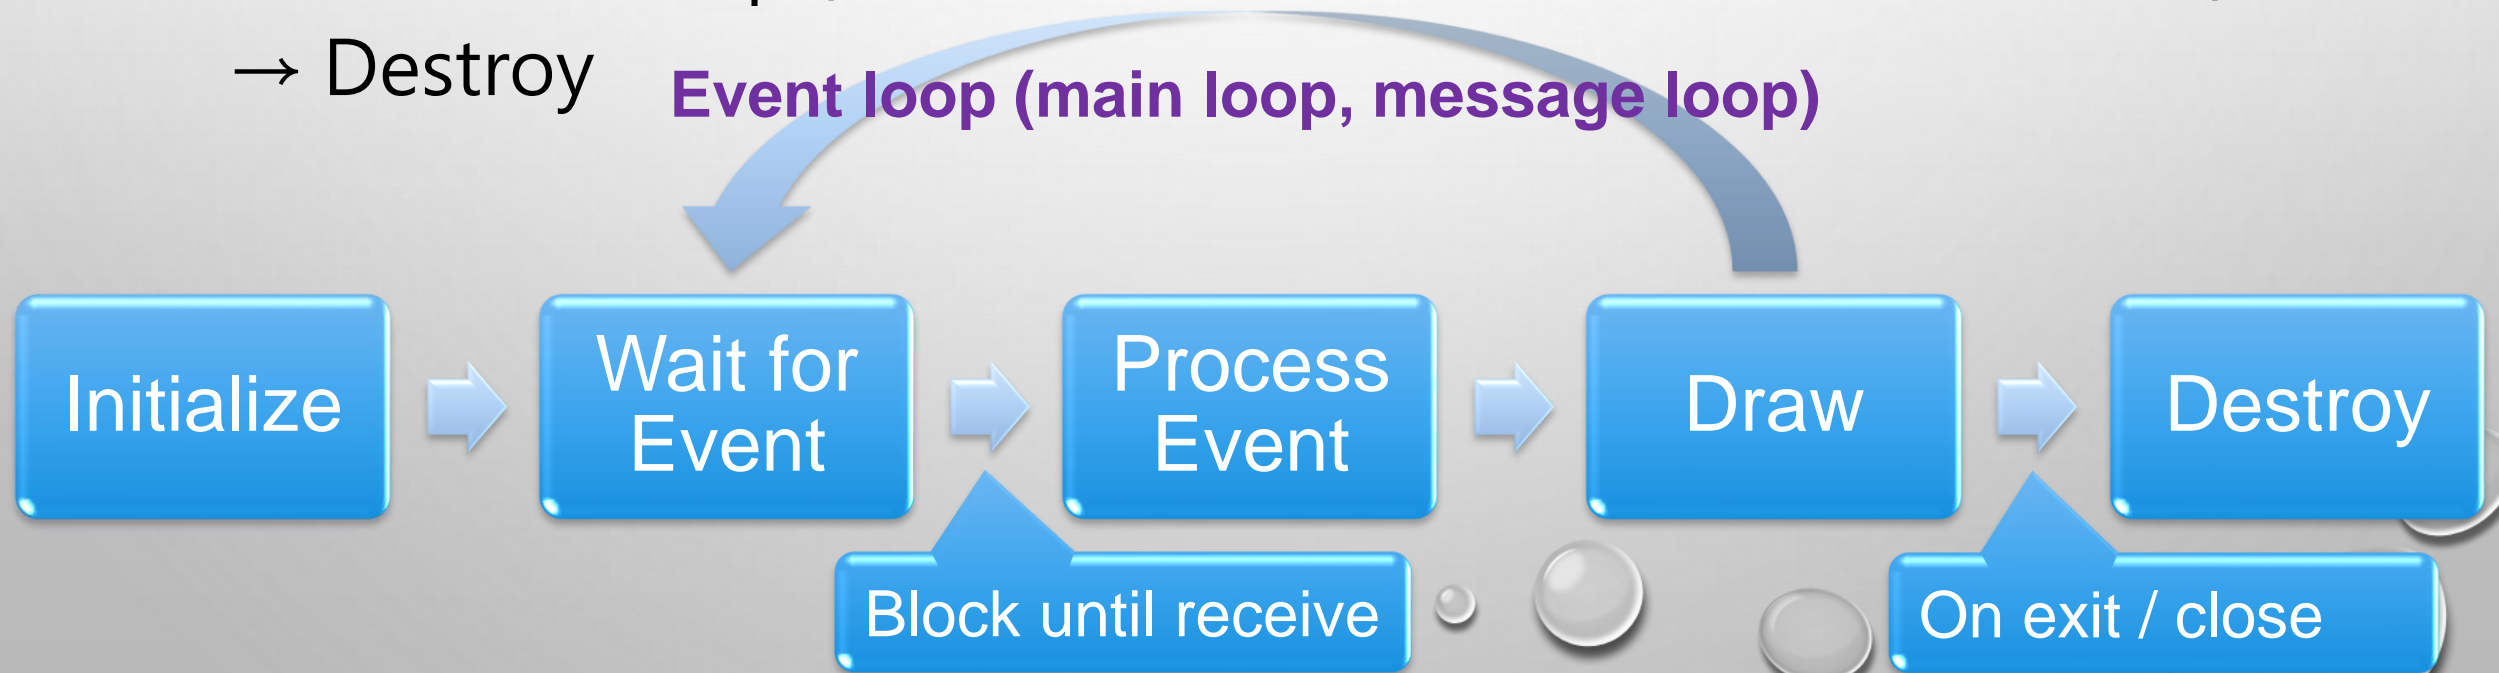 → Destroy
Event loop (main loop, message loop)
Initialize
Wait for
Event
Process
Event
Draw
Destroy
Block until receive
On exit / close